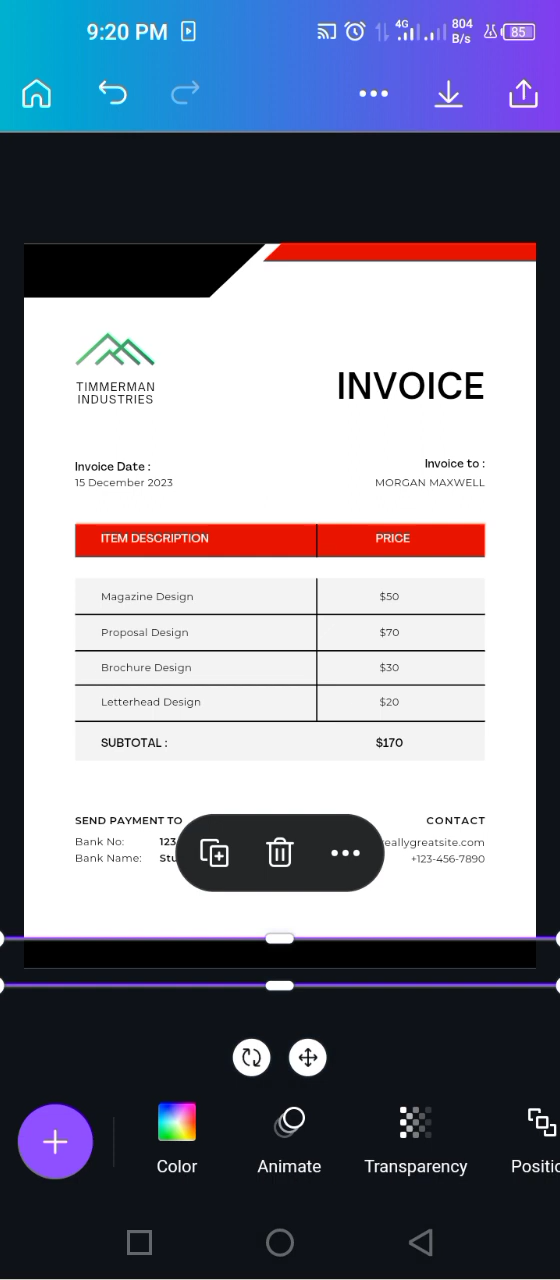 9:20 PM 4G 804 B/s 85
TIMMERMAN
INDUSTRIES
INVOICE
Invoice Date :
15 December 2023
Invoice to :
MORGAN MAXWELL
ITEM DESCRIPTION PRICE
Magazine Design $50
Proposal Design $70
Brochure Design $30
Letterhead Design $20
SUBTOTAL : $170
SEND PAYMENT TO CONTACT
Bank No: 123 eallygreatsite.com
Bank Name: Stu +123-456-7890
Color Animate Transparency Positio